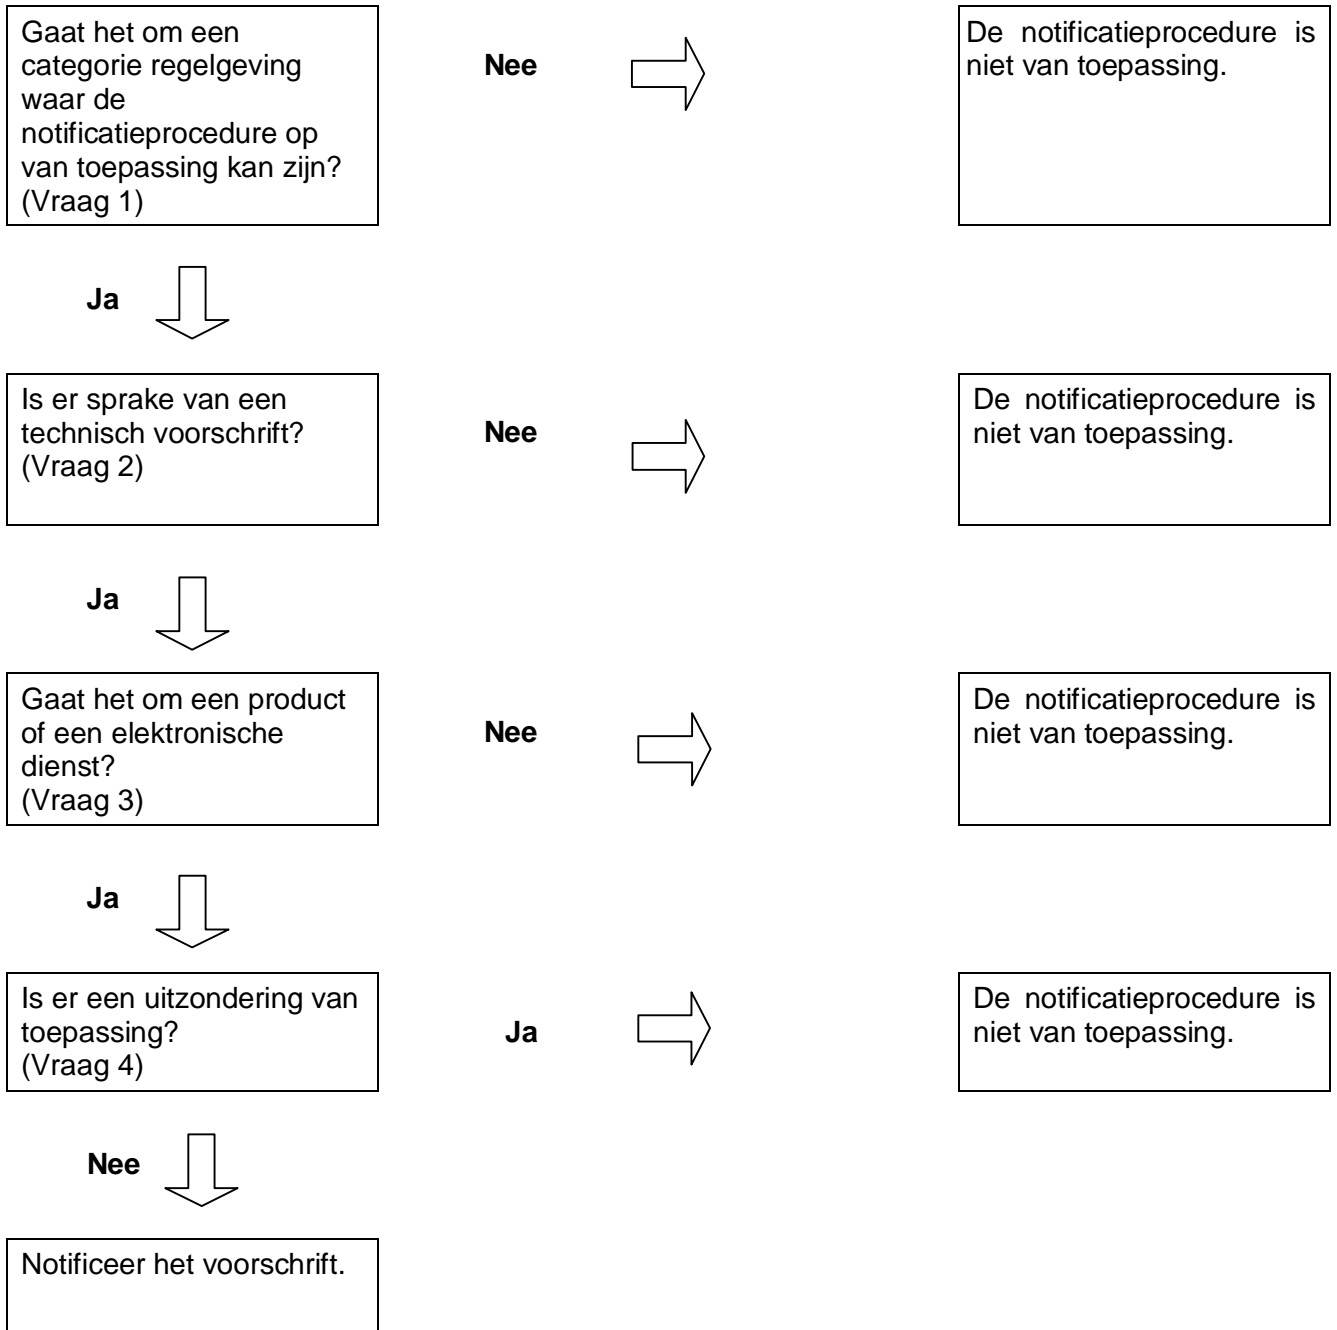 Gaat het om een
categorie regelgeving
waar de
notificatieprocedure op
van toepassing kan zijn?
(Vraag 1)
Nee
De notificatieprocedure is
niet van toepassing.
Ja
Is er sprake van een
technisch voorschrift?
(Vraag 2)
Nee
De notificatieprocedure is
niet van toepassing.
Ja
Gaat het om een product
of een elektronische
dienst?
(Vraag 3)
Nee
De notificatieprocedure is
niet van toepassing.
Ja
Is er een uitzondering van
toepassing?
(Vraag 4)
Ja
De notificatieprocedure is
niet van toepassing.
Nee
Notificeer het voorschrift.